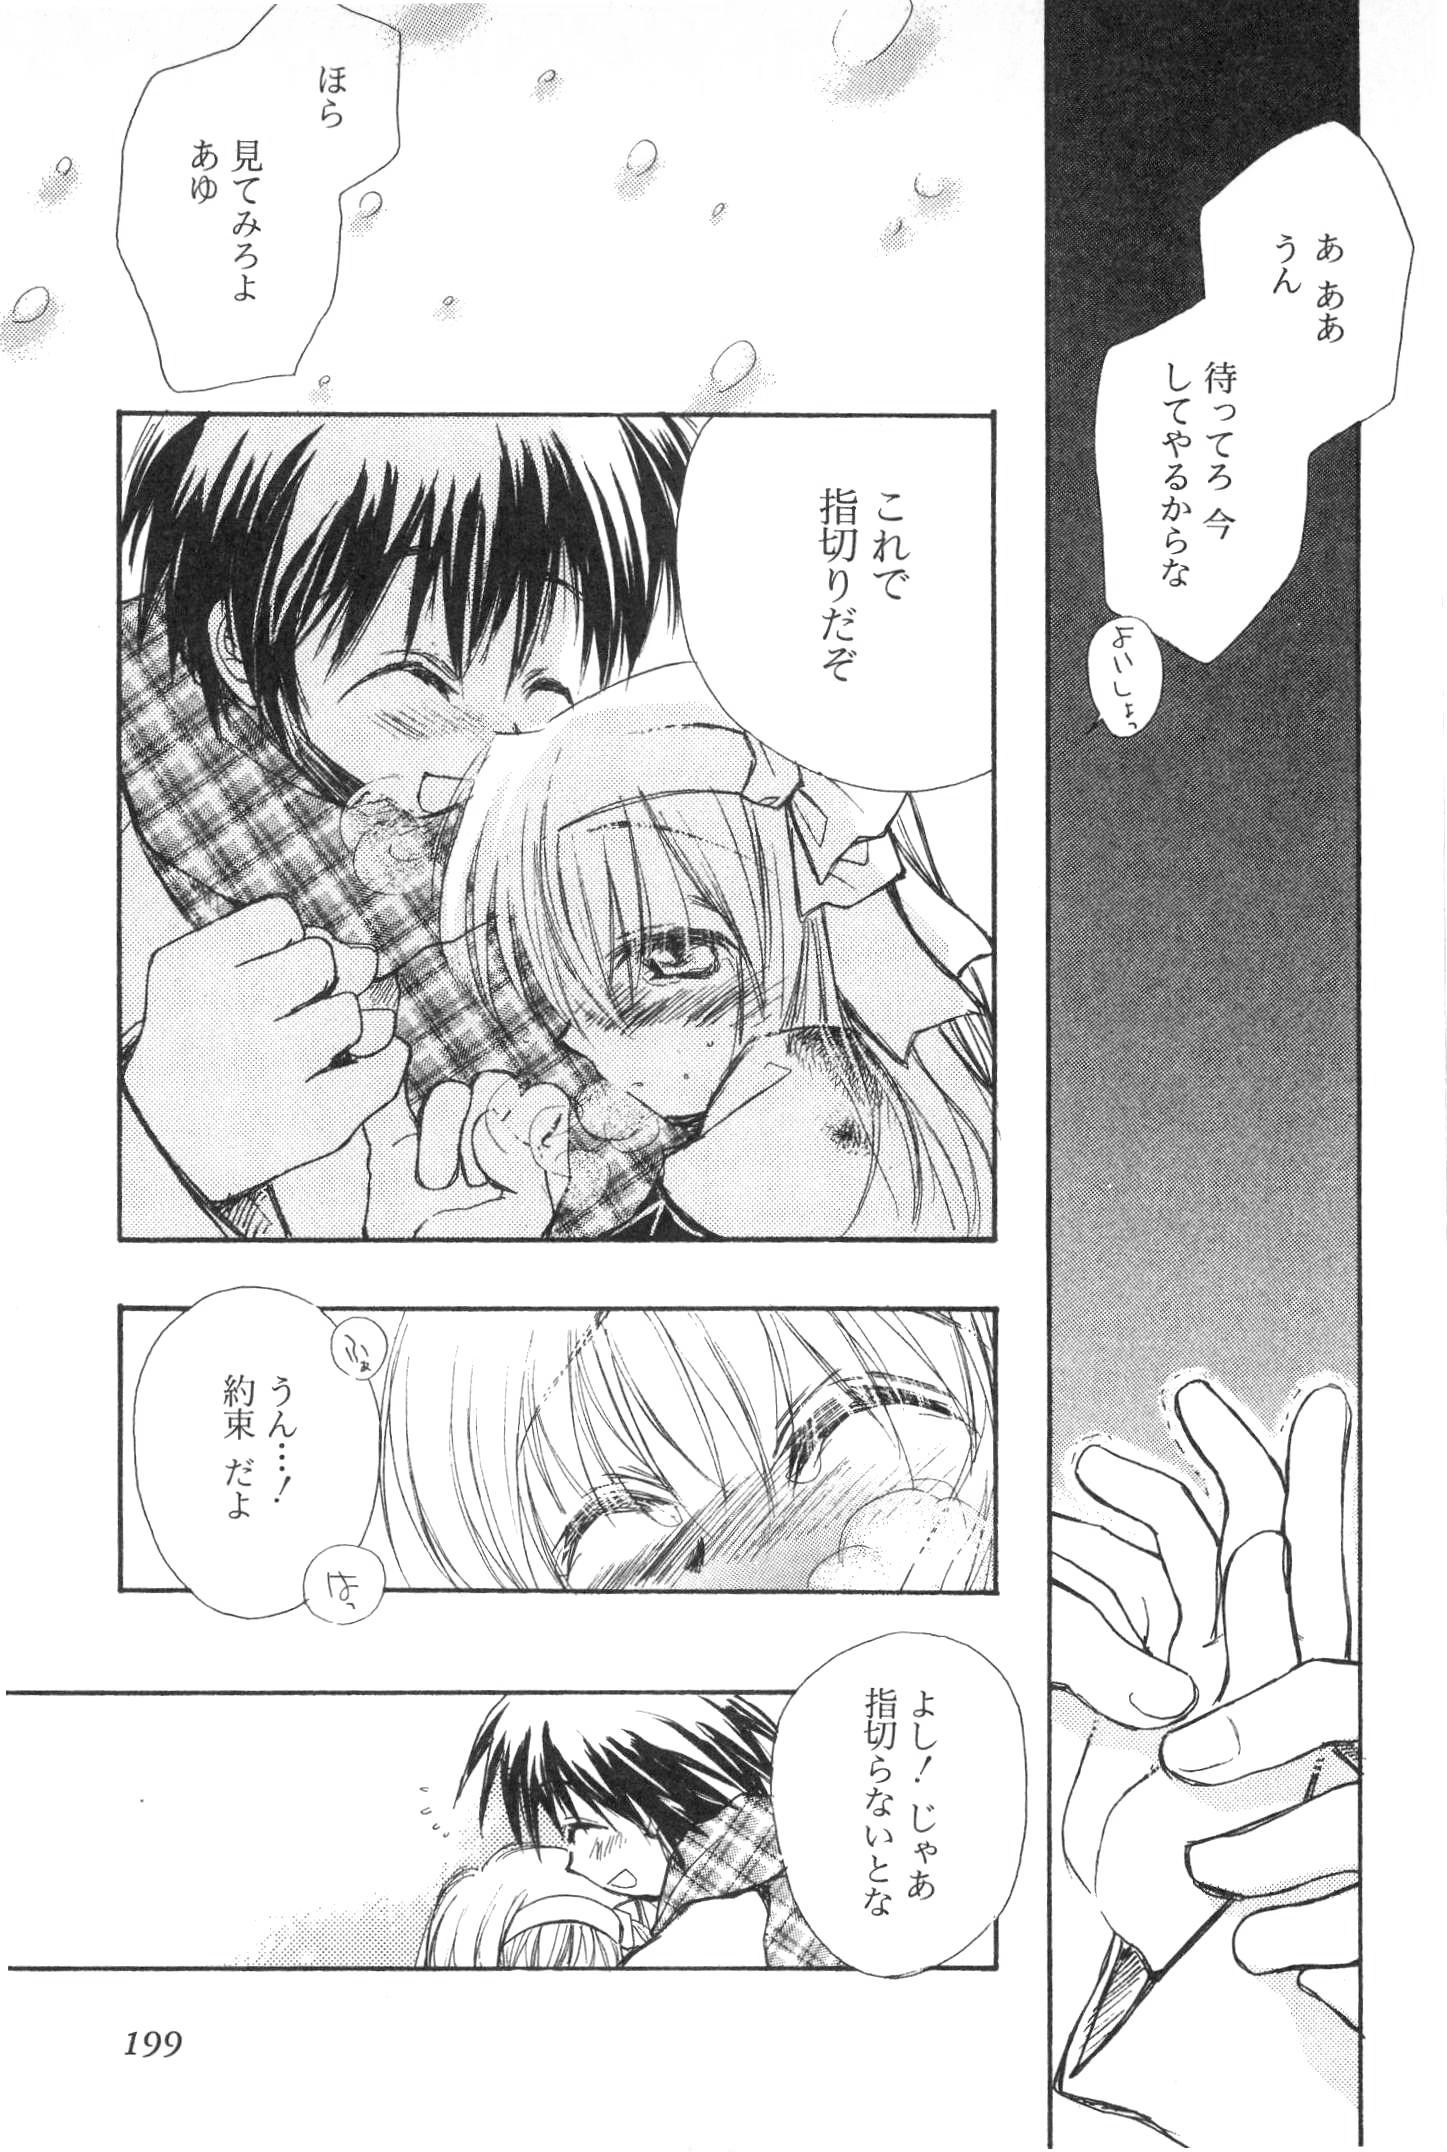 あ ああ
うん
待ってろ 今
してやるからな
よいしょっ
ほら
見てみろよ
あゆ
これで
指切りだぞ
ふぁ
うん…!
約束 だよ
はっ
よし! じゃあ
指切らないとな
199